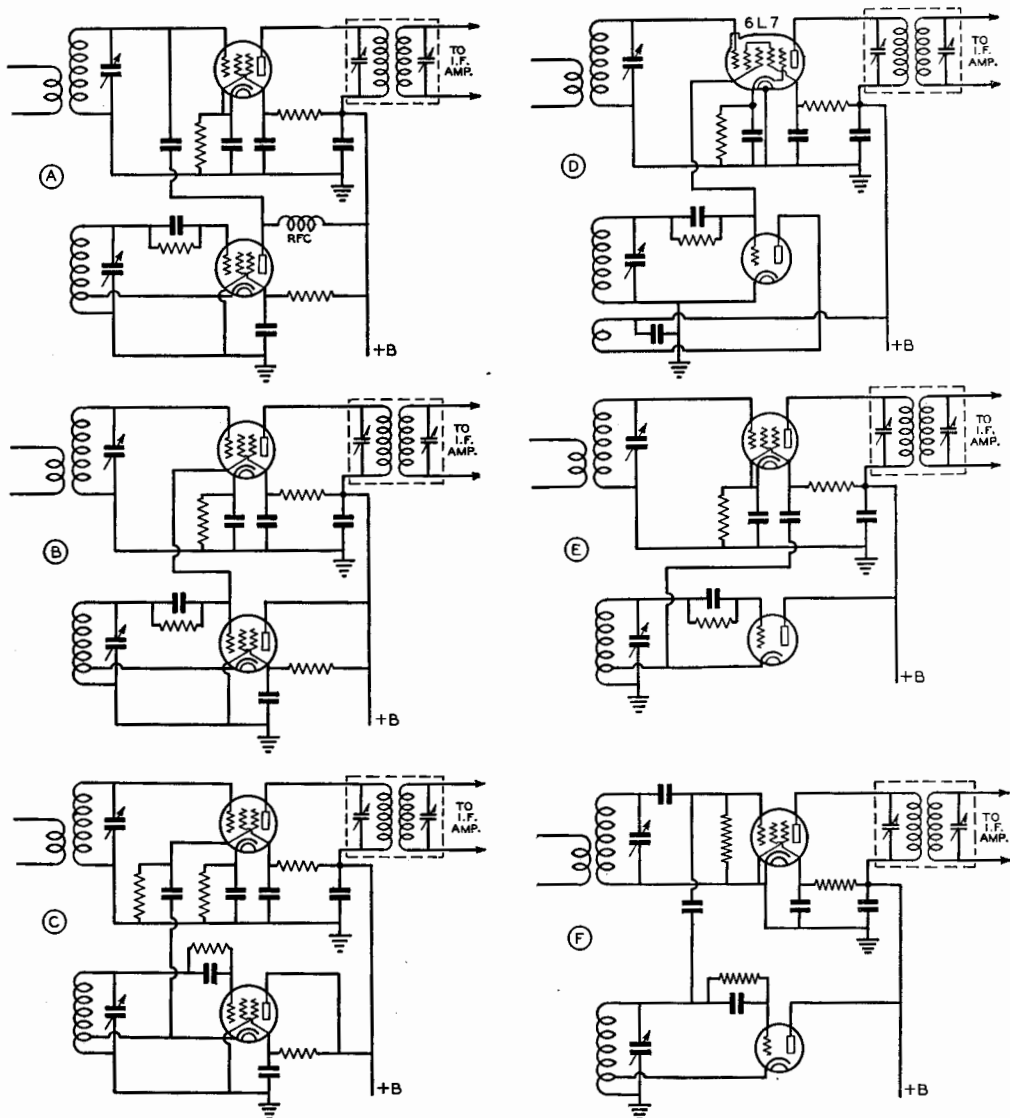 TO
I.F.
AMP.
A
RFC
+B
6L7
TO
I.F.
AMP.
D
+B
TO
I.F.
AMP.
B
+B
TO
I.F.
AMP.
E
+B
TO
I.F.
AMP.
C
+B
TO
I.F.
AMP.
F
+B